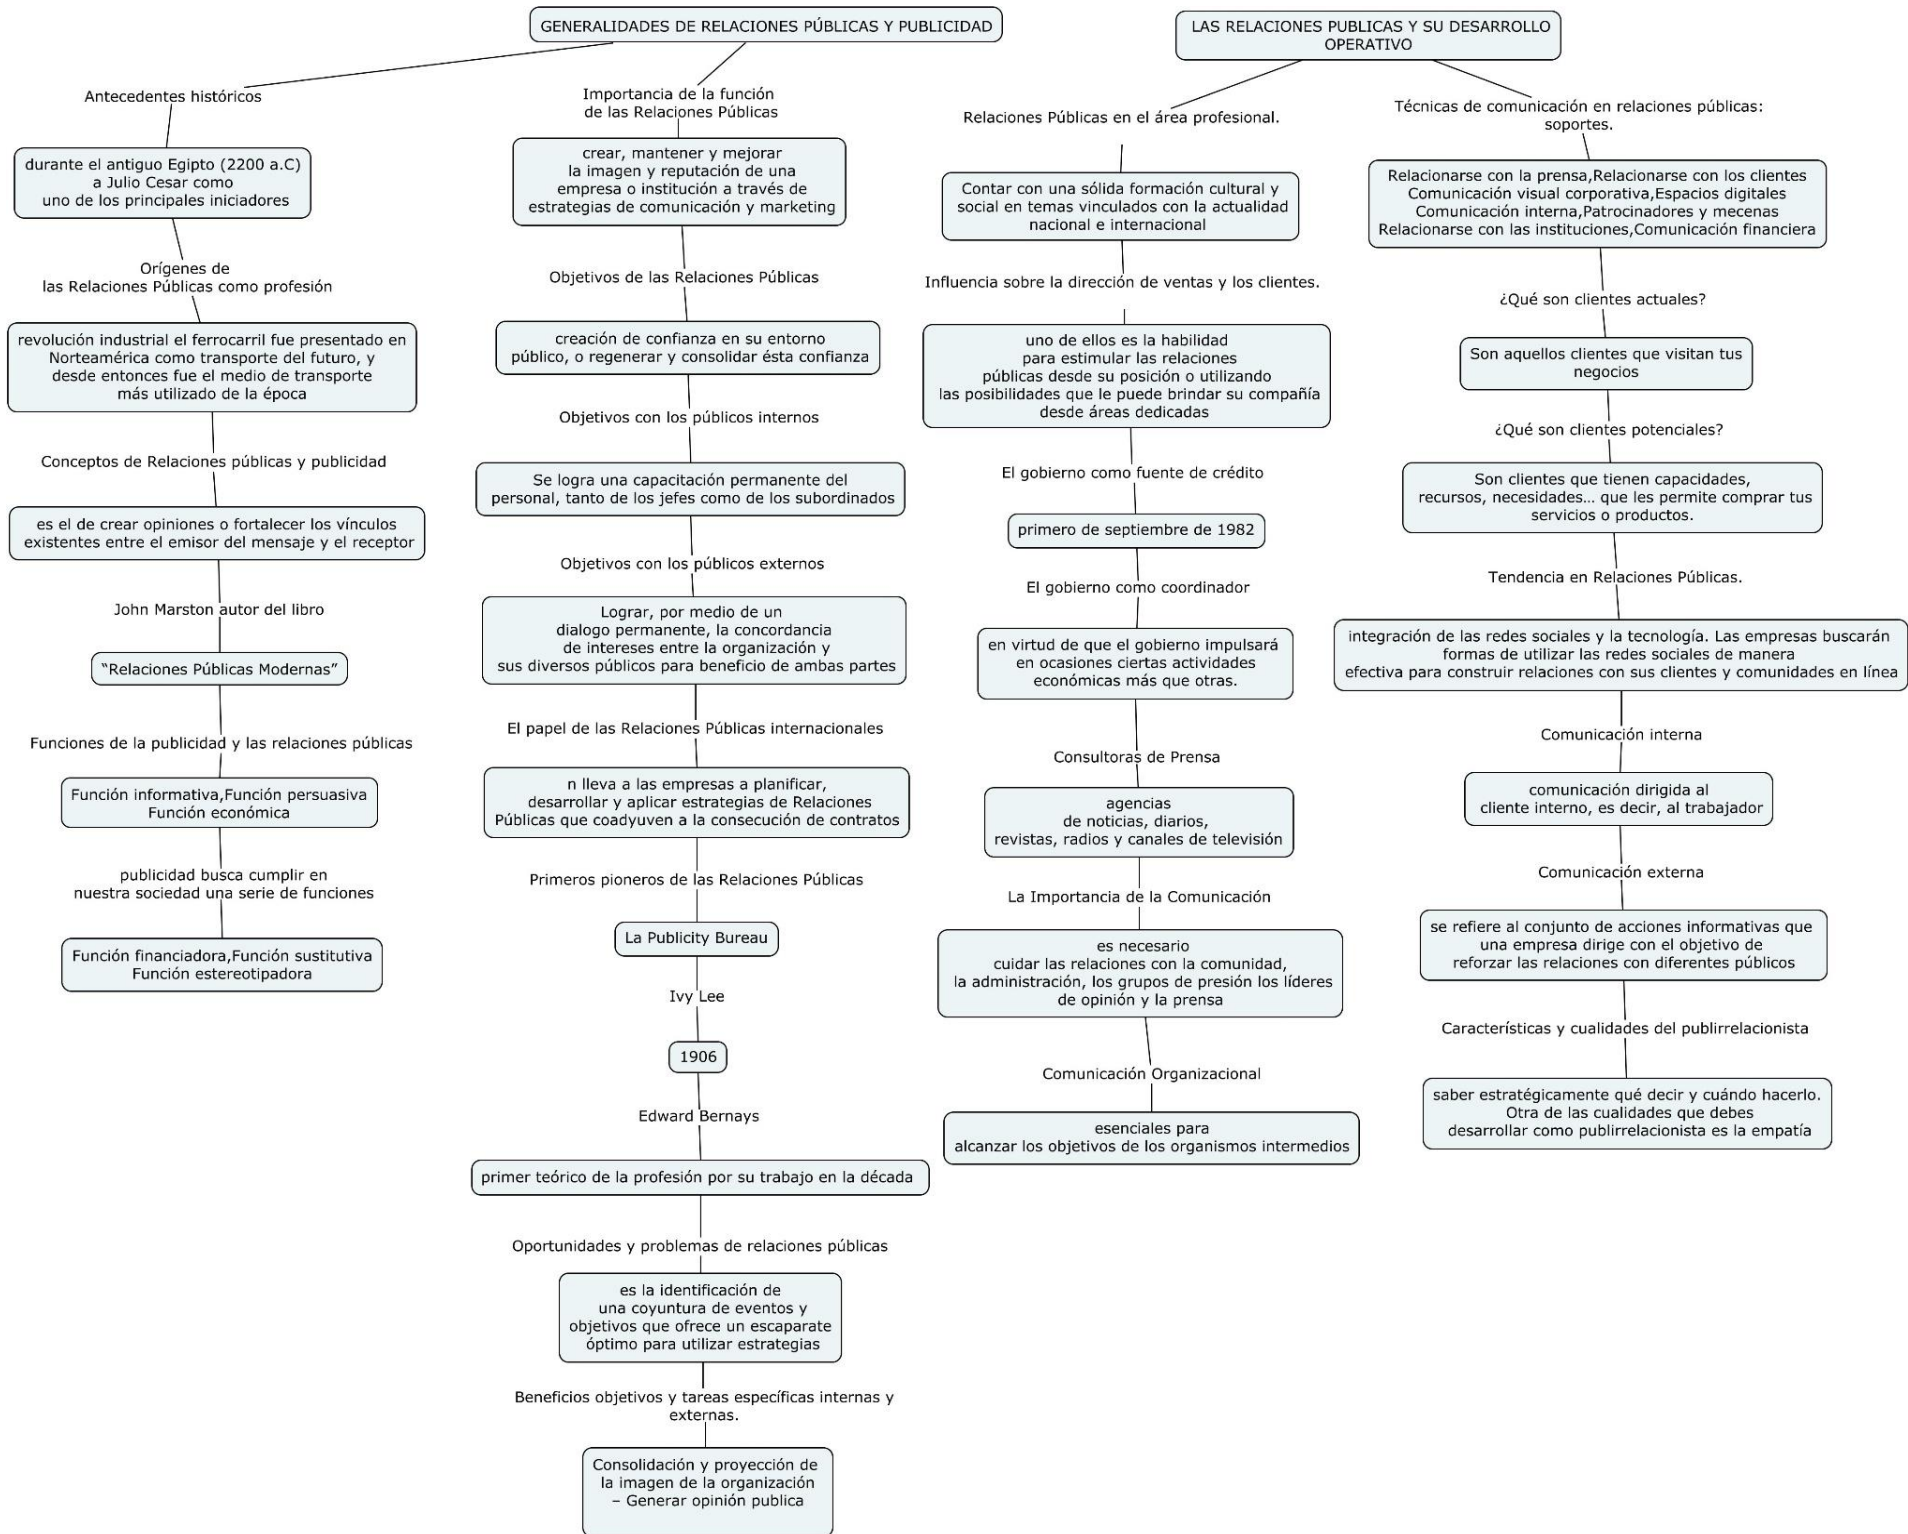 GENERALIDADES DE RELACIONES PÚBLICAS Y PUBLICIDAD
Antecedentes históricos
durante el antiguo Egipto (2200 a.C)
a Julio Cesar como
uno de los principales iniciadores
Orígenes de
las Relaciones Públicas como profesión
revolución industrial el ferrocarril fue presentado en
Norteamérica como transporte del futuro, y
desde entonces fue el medio de transporte
más utilizado de la época
Conceptos de Relaciones públicas y publicidad
es el de crear opiniones o fortalecer los vínculos
existentes entre el emisor del mensaje y el receptor
John Marston autor del libro
“Relaciones Públicas Modernas”
Funciones de la publicidad y las relaciones públicas
Función informativa,Función persuasiva
Función económica
publicidad busca cumplir en
nuestra sociedad una serie de funciones
Función financiadora,Función sustitutiva
Función estereotipadora
Importancia de la función
de las Relaciones Públicas
crear, mantener y mejorar
la imagen y reputación de una
empresa o institución a través de
estrategias de comunicación y marketing
Objetivos de las Relaciones Públicas
creación de confianza en su entorno
público, o regenerar y consolidar ésta confianza
Objetivos con los públicos internos
Se logra una capacitación permanente del
personal, tanto de los jefes como de los subordinados
Objetivos con los públicos externos
Lograr, por medio de un
dialogo permanente, la concordancia
de intereses entre la organización y
sus diversos públicos para beneficio de ambas partes
El papel de las Relaciones Públicas internacionales
n lleva a las empresas a planificar,
desarrollar y aplicar estrategias de Relaciones
Públicas que coadyuven a la consecución de contratos
Primeros pioneros de las Relaciones Públicas
La Publicity Bureau
Ivy Lee
1906
Edward Bernays
primer teórico de la profesión por su trabajo en la década
Oportunidades y problemas de relaciones públicas
es la identificación de
una coyuntura de eventos y
objetivos que ofrece un escaparate
óptimo para utilizar estrategias
Beneficios objetivos y tareas específicas internas y
externas.
Consolidación y proyección de
la imagen de la organización
– Generar opinión publica
LAS RELACIONES PUBLICAS Y SU DESARROLLO
OPERATIVO
Relaciones Públicas en el área profesional.
Contar con una sólida formación cultural y
social en temas vinculados con la actualidad
nacional e internacional
Influencia sobre la dirección de ventas y los clientes.
uno de ellos es la habilidad
para estimular las relaciones
públicas desde su posición o utilizando
las posibilidades que le puede brindar su compañía
desde áreas dedicadas
El gobierno como fuente de crédito
primero de septiembre de 1982
El gobierno como coordinador
en virtud de que el gobierno impulsará
en ocasiones ciertas actividades
económicas más que otras.
Consultoras de Prensa
agencias
de noticias, diarios,
revistas, radios y canales de televisión
La Importancia de la Comunicación
es necesario
cuidar las relaciones con la comunidad,
la administración, los grupos de presión los líderes
de opinión y la prensa
Comunicación Organizacional
esenciales para
alcanzar los objetivos de los organismos intermedios
Técnicas de comunicación en relaciones públicas:
soportes.
Relacionarse con la prensa,Relacionarse con los clientes
Comunicación visual corporativa,Espacios digitales
Comunicación interna,Patrocinadores y mecenas
Relacionarse con las instituciones,Comunicación financiera
¿Qué son clientes actuales?
Son aquellos clientes que visitan tus
negocios
¿Qué son clientes potenciales?
Son clientes que tienen capacidades,
recursos, necesidades... que les permite comprar tus
servicios o productos.
Tendencia en Relaciones Públicas.
integración de las redes sociales y la tecnología. Las empresas buscarán
formas de utilizar las redes sociales de manera
efectiva para construir relaciones con sus clientes y comunidades en línea
Comunicación interna
comunicación dirigida al
cliente interno, es decir, al trabajador
Comunicación externa
se refiere al conjunto de acciones informativas que
una empresa dirige con el objetivo de
reforzar las relaciones con diferentes públicos
Características y cualidades del publirrelacionista
saber estratégicamente qué decir y cuándo hacerlo.
Otra de las cualidades que debes
desarrollar como publirrelacionista es la empatía